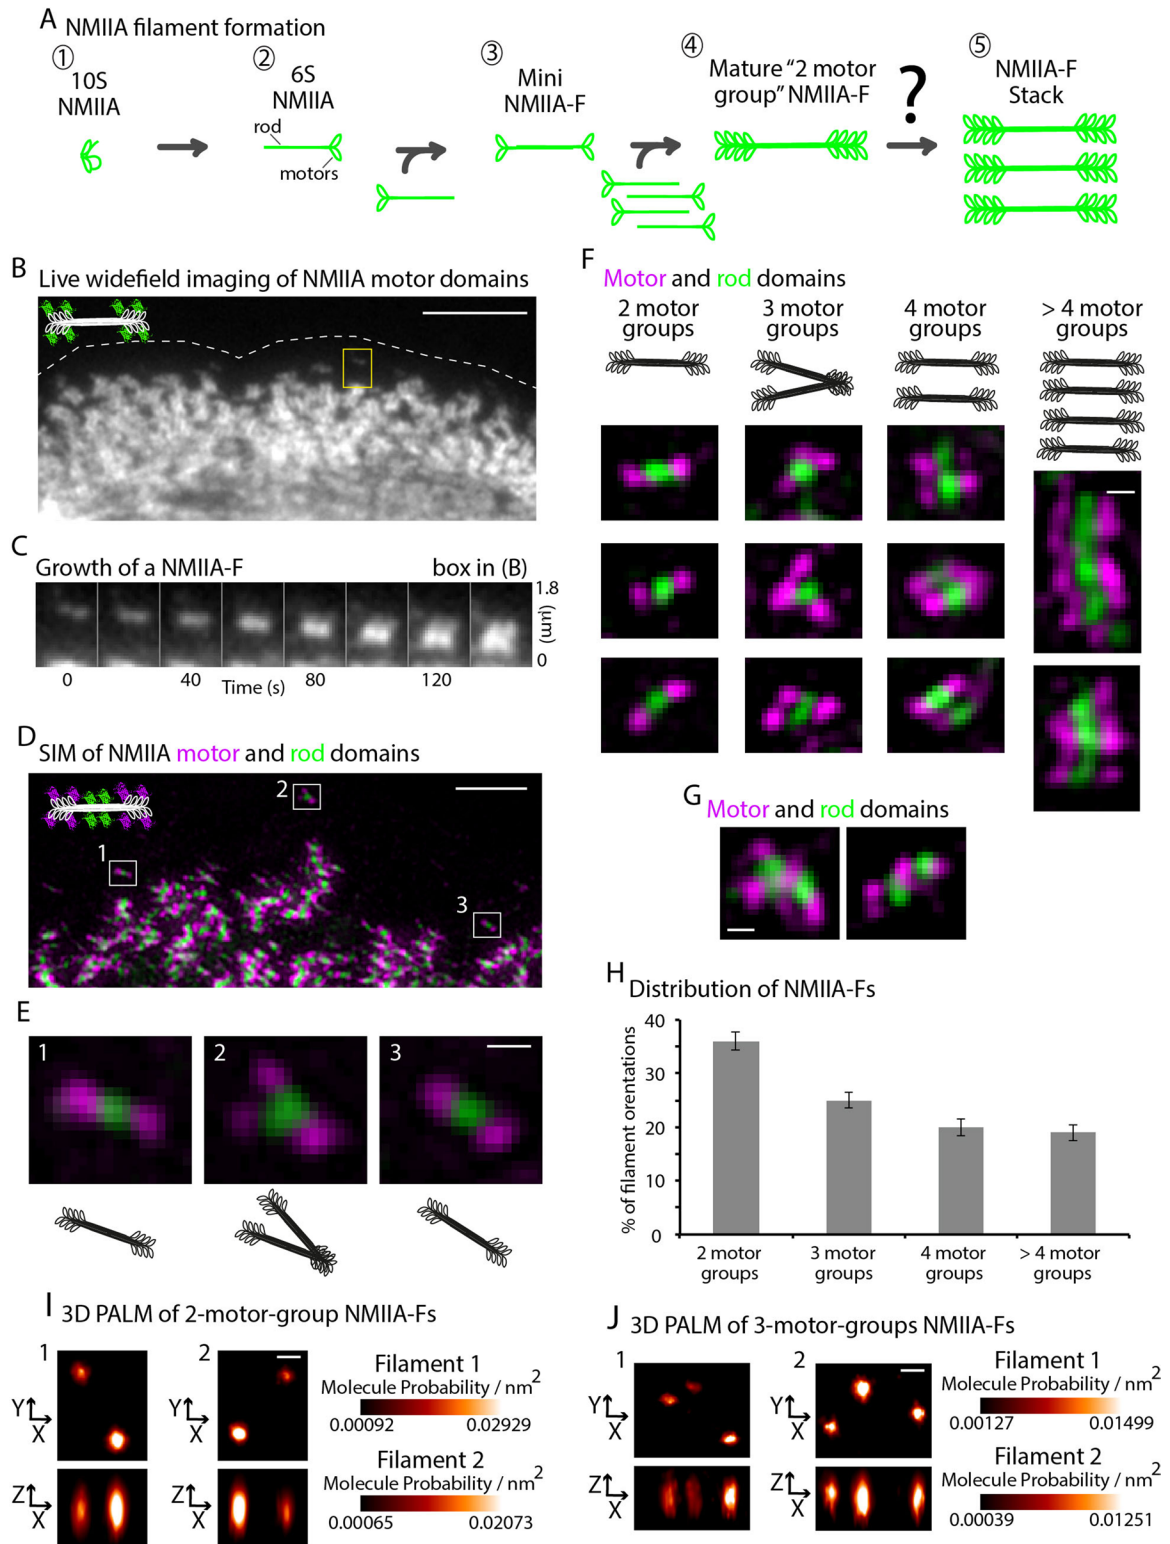 A NMIIA filament formation
① ② ③ ④ ⑤
10S
NMIIA
6S
NMIIA
rod
motors
Mini
NMIIA-F
Mature “2 motor
group” NMIIA-F
?
NMIIA-F
Stack
B Live widefield imaging of NMIIA motor domains
C Growth of a NMIIA-F box in (B)
1.8
(μm)
0
0 40 80 120
Time (s)
D SIM of NMIIA motor and rod domains
1
2
3
E
1 2 3
F Motor and rod domains
2 motor
groups
3 motor
groups
4 motor
groups
> 4 motor
groups
G Motor and rod domains
H Distribution of NMIIA-Fs
% of filament orentations
40
30
20
10
0
2 motor
groups
3 motor
groups
4 motor
groups
> 4 motor
groups
I 3D PALM of 2-motor-group NMIIA-Fs
1 2
Y
X
Y
X
Z
X
Z
X
Filament 1
Molecule Probability / nm2
0.00092 0.02929
Filament 2
Molecule Probability / nm2
0.00065 0.02073
J 3D PALM of 3-motor-groups NMIIA-Fs
1 2
Y
X
Y
X
Z
X
Z
X
Filament 1
Molecule Probability / nm2
0.00127 0.01499
Filament 2
Molecule Probability / nm2
0.00039 0.01251